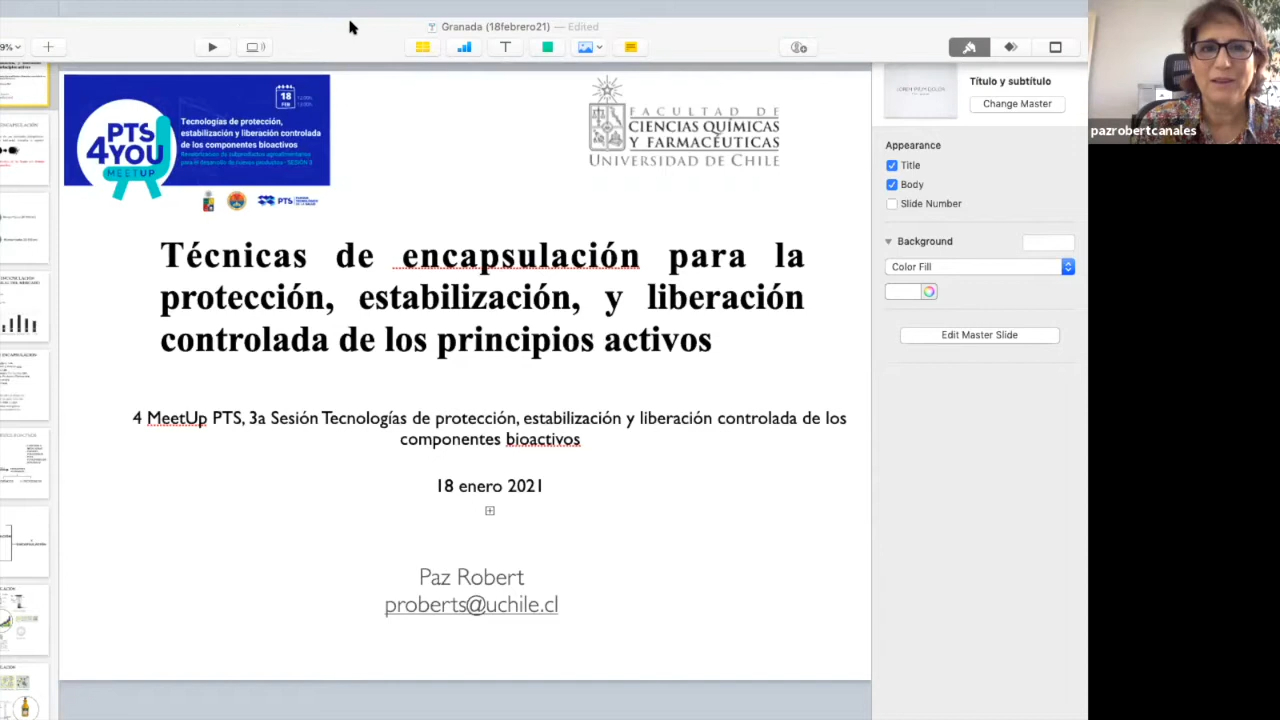 Granada (18febrero21) — Edited
9%
pazrobertcanales
PTS
4YOU
MEETUP
18
FEB
Tecnologías de protección,
estabilización y liberación controlada
de los componentes bioactivos
PTS
FACULTAD DE
CIENCIAS QUÍMICAS
Y FARMACÉUTICAS
UNIVERSIDAD DE CHILE
Técnicas de encapsulación para la
protección, estabilización, y liberación
controlada de los principios activos
4 MeetUp PTS, 3a Sesión Tecnologías de protección, estabilización y liberación controlada de los
componentes bioactivos
18 enero 2021
Paz Robert
proberts@uchile.cl
Título y subtítulo
Change Master
Appearance
Title
Body
Slide Number
Background
Color Fill
Edit Master Slide